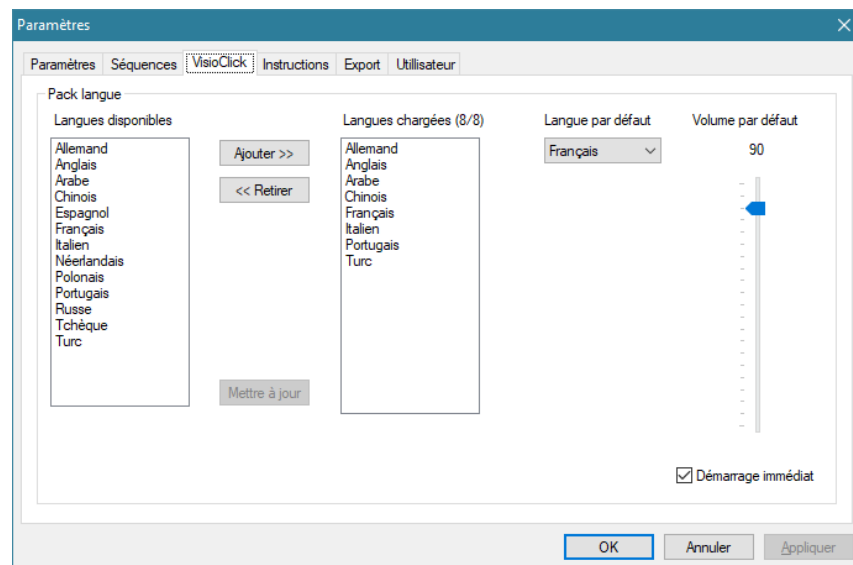 Paramètres
Paramètres Séquences VisioClick Instructions Export Utilisateur
Pack langue
Langues disponibles
Allemand
Anglais
Arabe
Chinois
Espagnol
Français
Italien
Néerlandais
Polonais
Portugais
Russe
Tchèque
Turc
Ajouter >>
<< Retirer
Mettre à jour
Langues chargées (8/8)
Allemand
Anglais
Arabe
Chinois
Français
Italien
Portugais
Turc
Langue par défaut
Français
Volume par défaut
90
Démarrage immédiat
OK Annuler Appliquer